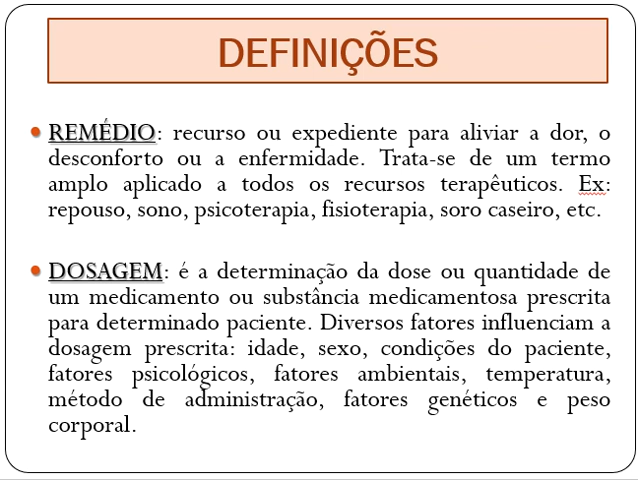 DEFINIÇÕES
• REMÉDIO: recurso ou expediente para aliviar a dor, o
desconforto ou a enfermidade. Trata-se de um termo
amplo aplicado a todos os recursos terapêuticos. Ex:
repouso, sono, psicoterapia, fisioterapia, soro caseiro, etc.
• DOSAGEM: é a determinação da dose ou quantidade de
um medicamento ou substância medicamentosa prescrita
para determinado paciente. Diversos fatores influenciam a
dosagem prescrita: idade, sexo, condições do paciente,
fatores psicológicos, fatores ambientais, temperatura,
método de administração, fatores genéticos e peso
corporal.